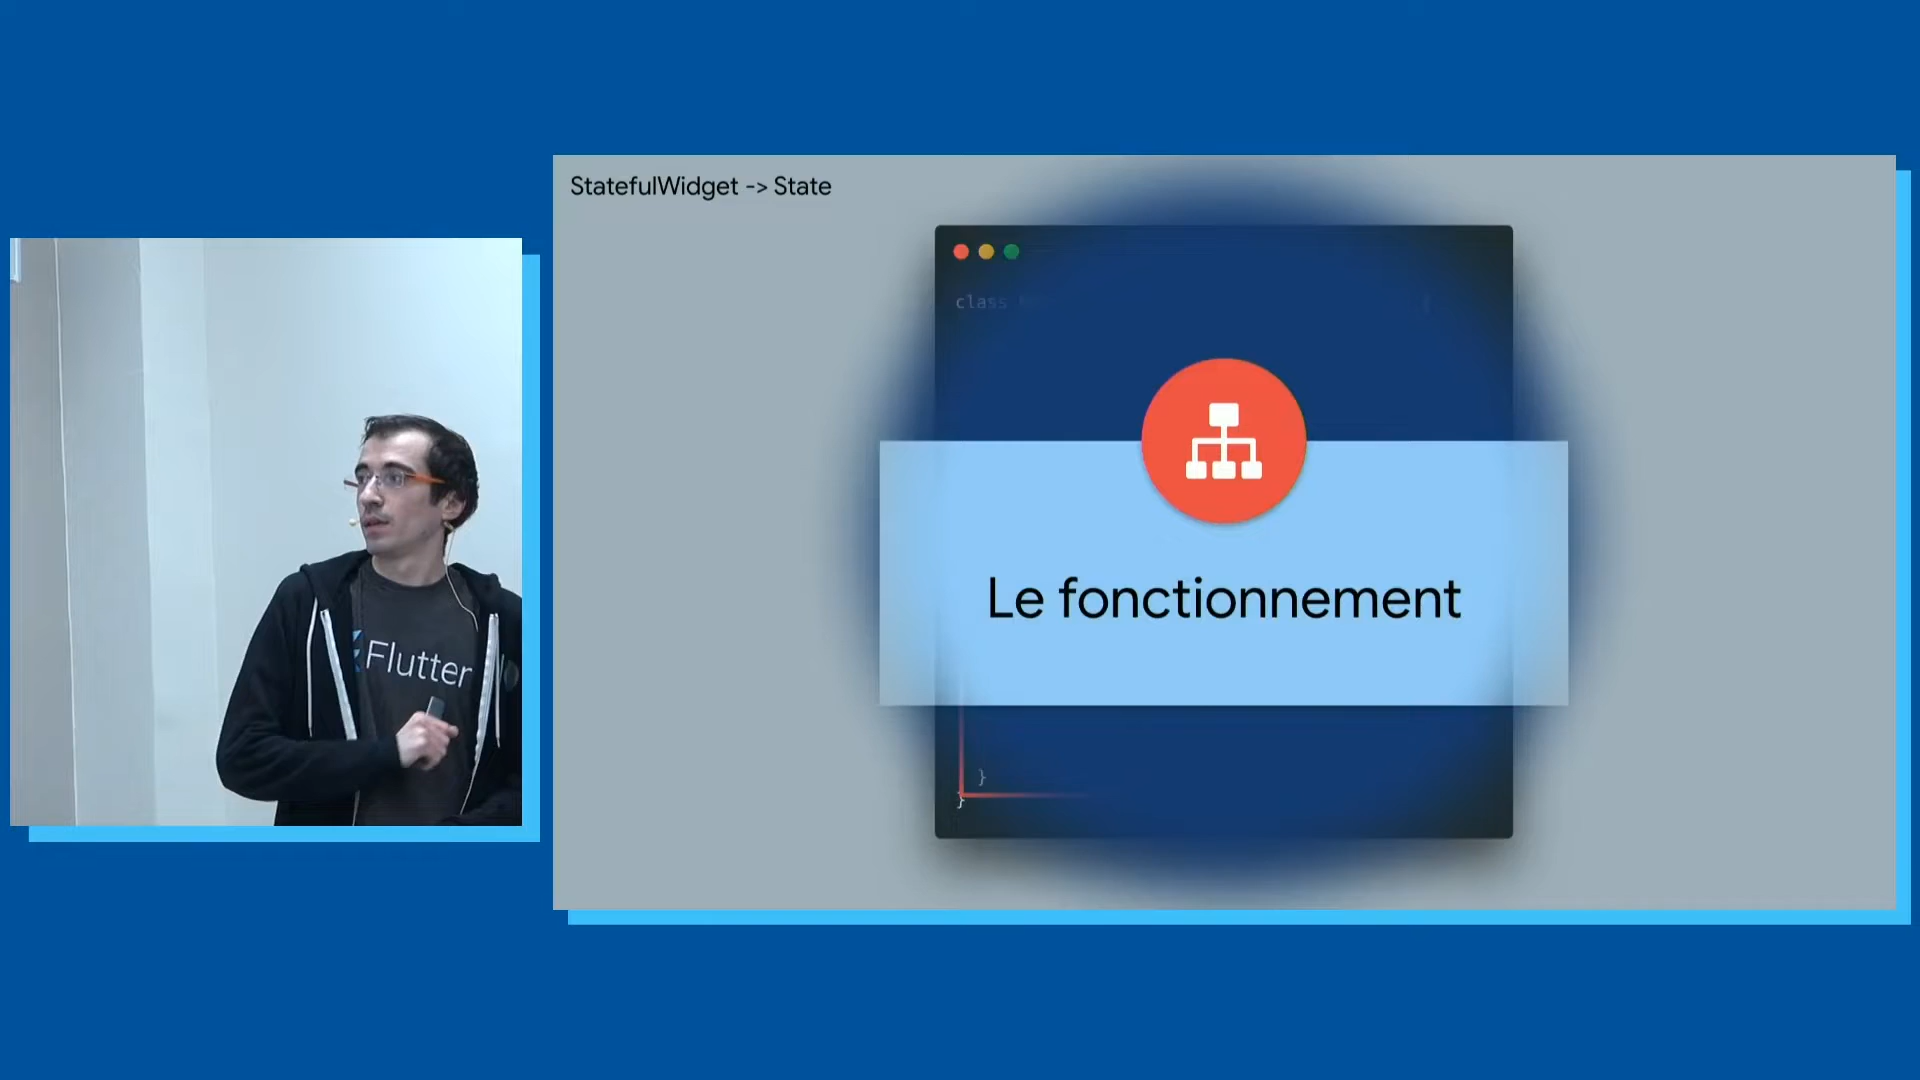 StatefulWidget -> State
class
Le fonctionnement
}
}
Flutter